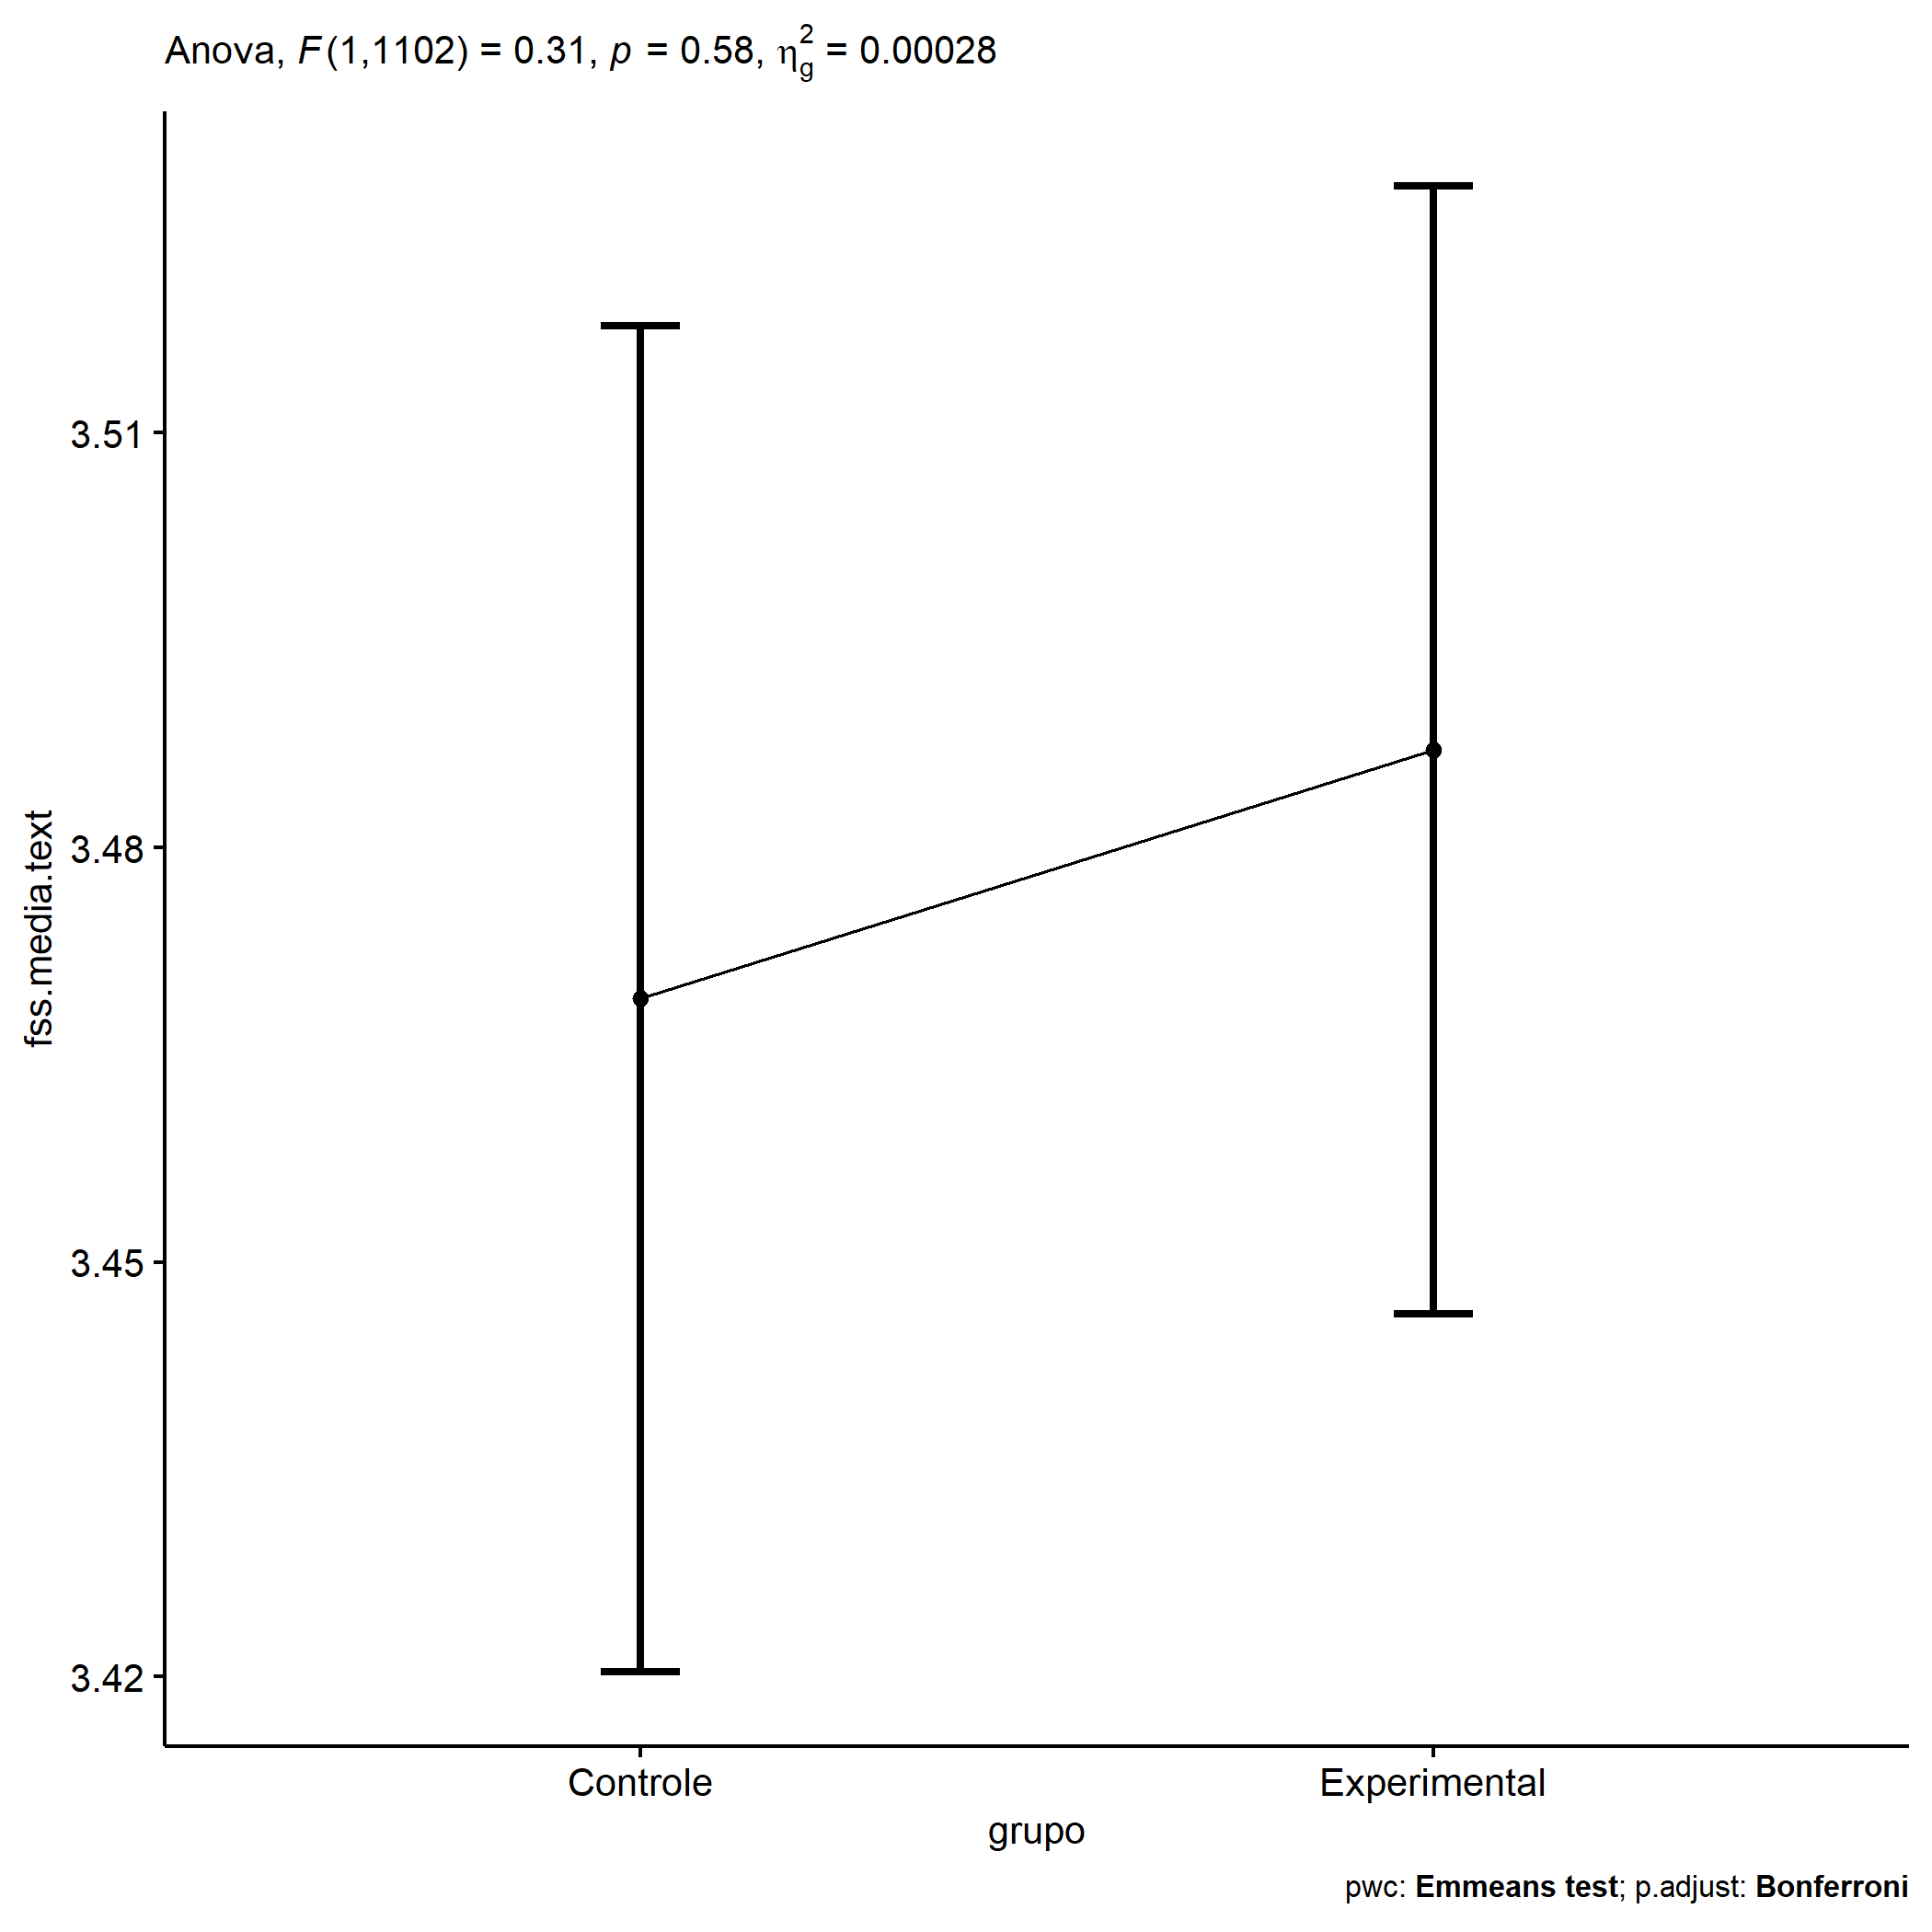 Anova, F(1,1102) = 0.31, p = 0.58, η²g = 0.00028
fss.media.text
3.51
3.48
3.45
3.42
Controle Experimental
grupo
pwc: Emmeans test; p.adjust: Bonferroni